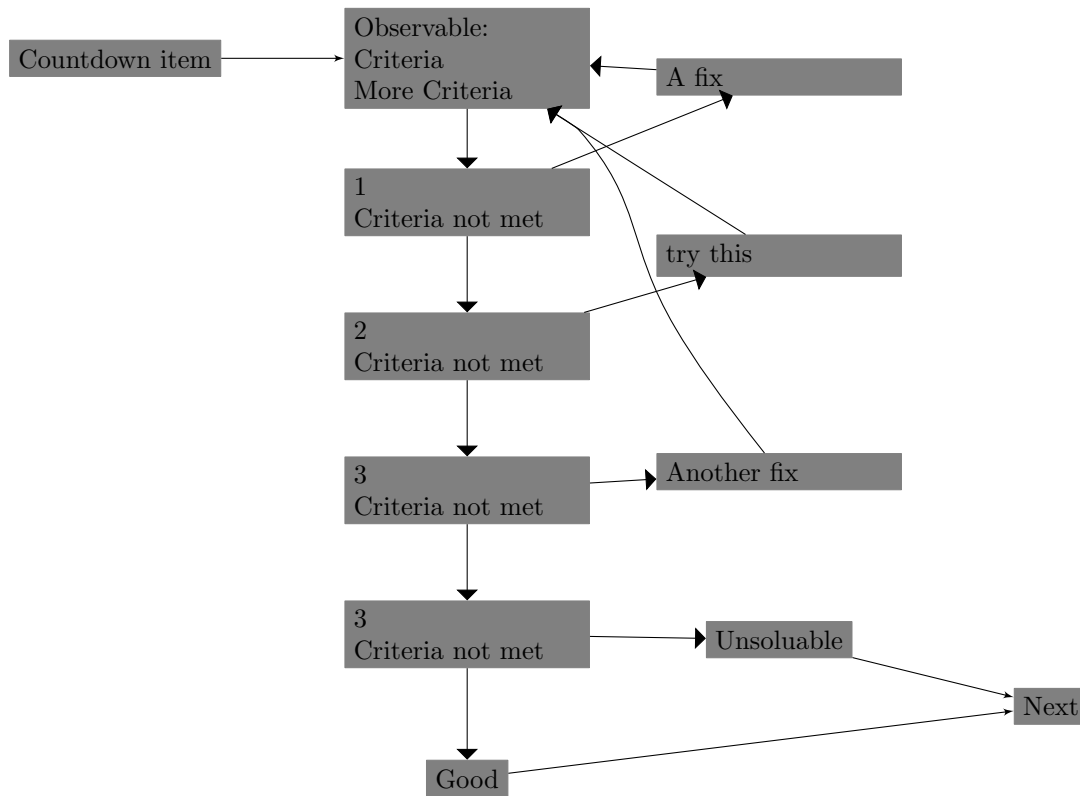 Countdown item
Observable:
Criteria
More Criteria
A fix
1
Criteria not met
try this
2
Criteria not met
3
Criteria not met
Another fix
3
Criteria not met
Unsoluable
Next
Good